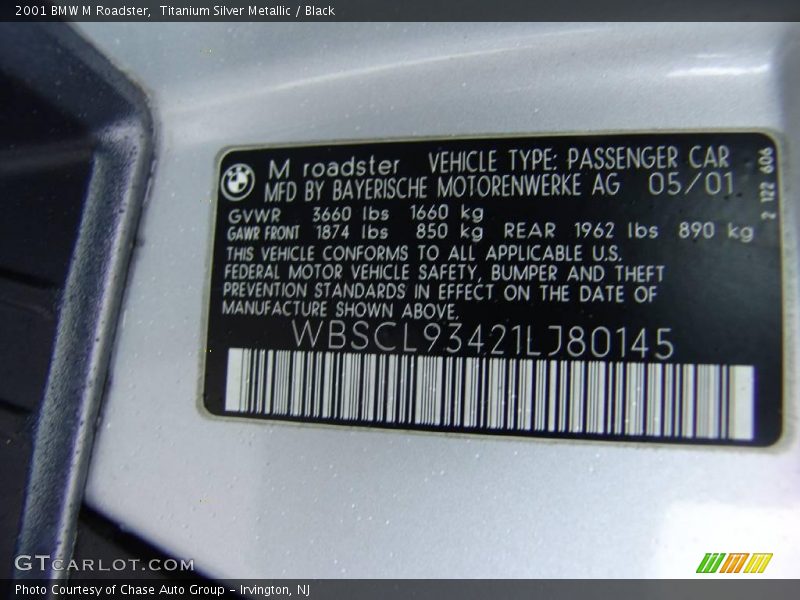 2001 BMW M Roadster,  Titanium Silver Metallic / Black
M roadster VEHICLE TYPE: PASSENGER CAR
MFD BY BAYERISCHE MOTORENWERKE AG 05/01
GVWR 3660 lbs 1660 kg
GAWR FRONT 1874 lbs 850 kg REAR 1962 lbs 890 kg
THIS VEHICLE CONFORMS TO ALL APPLICABLE U.S.
FEDERAL MOTOR VEHICLE SAFETY, BUMPER AND THEFT
PREVENTION STANDARDS IN EFFECT ON THE DATE OF
MANUFACTURE SHOWN ABOVE.
WBSCL93421LJ80145
2 122 606
GTCARLOT.COM
Photo Courtesy of Chase Auto Group - Irvington, NJ